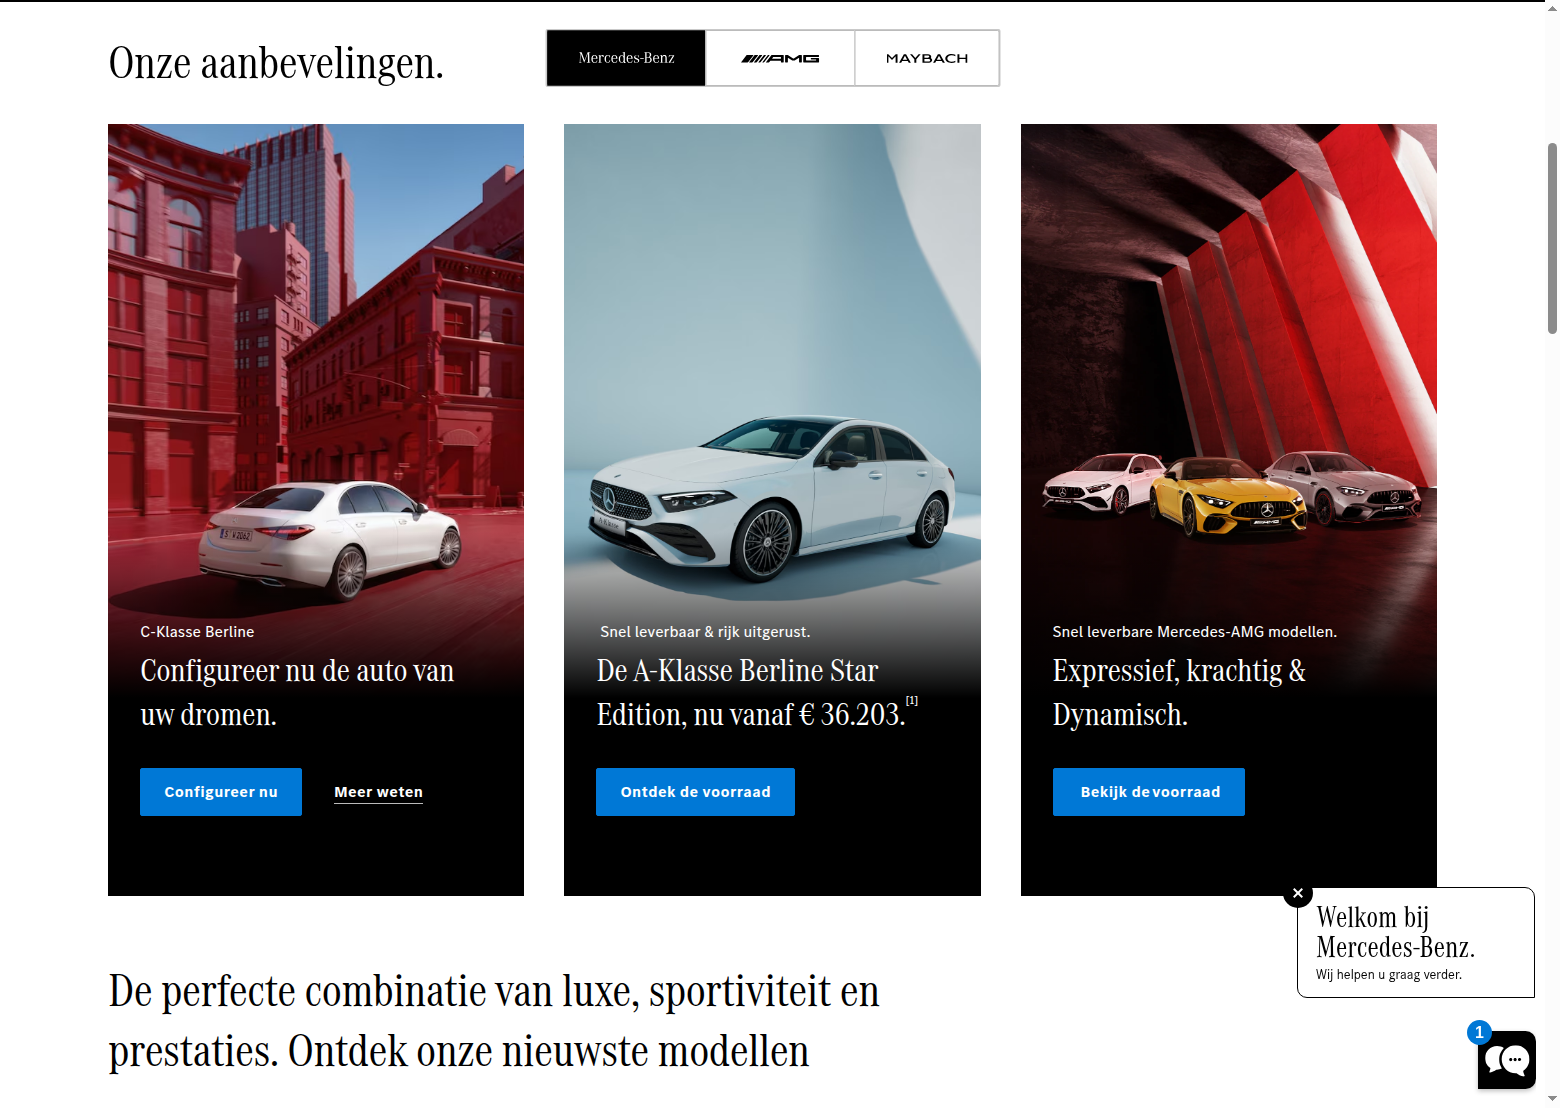 Onze aanbevelingen.
Mercedes-Benz
AMG
MAYBACH
C-Klasse Berline
Configureer nu de auto van
uw dromen.
Configureer nu
Meer weten
Snel leverbaar & rijk uitgerust.
De A-Klasse Berline Star
Edition, nu vanaf € 36.203.[1]
Ontdek de voorraad
Snel leverbare Mercedes-AMG modellen.
Expressief, krachtig &
Dynamisch.
Bekijk de voorraad
De perfecte combinatie van luxe, sportiviteit en
prestaties. Ontdek onze nieuwste modellen
Welkom bij
Mercedes-Benz.
Wij helpen u graag verder.
1